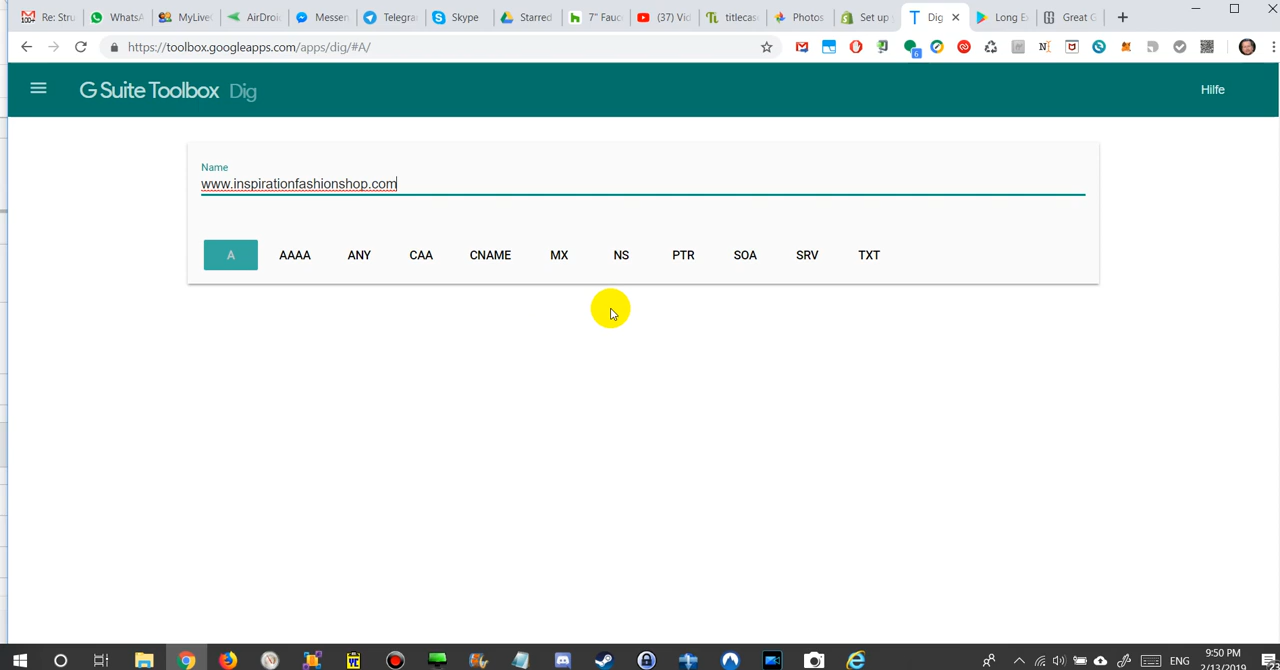 Re: Stru
WhatsA
MyLive
AirDroi
Messen
Telegra
Skype
Starred
7" Fauc
(37) Vid
titlecas
Photos
Set up
Dig
Long Ex
Great G
https://toolbox.googleapps.com/apps/dig/#A/
G Suite Toolbox Dig
Hilfe
Name
www.inspirationfashionshop.com
A AAAA ANY CAA CNAME MX NS PTR SOA SRV TXT
ENG
9:50 PM
2/13/2019